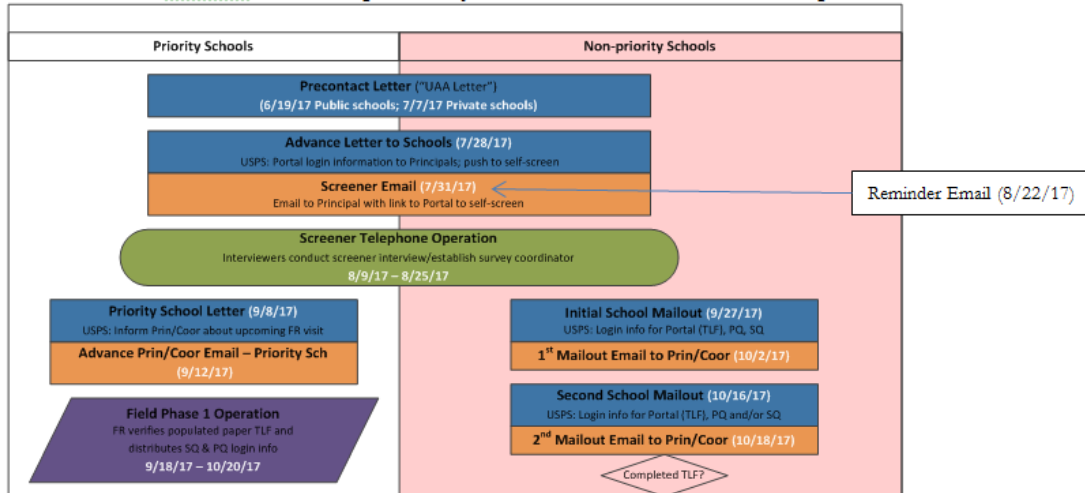 Priority Schools
Non-priority Schools
Precontact Letter ("UAA Letter")
(6/19/17 Public schools; 7/7/17 Private schools)
Advance Letter to Schools (7/28/17)
USPS: Portal login information to Principals; push to self-screen
Screener Email (7/31/17)
Email to Principal with link to Portal to self-screen
Reminder Email (8/22/17)
Screener Telephone Operation
Interviewers conduct screener interview/establish survey coordinator
8/9/17 – 8/25/17
Priority School Letter (9/8/17)
USPS: Inform Prin/Coor about upcoming FR visit
Advance Prin/Coor Email – Priority Sch
(9/12/17)
Field Phase 1 Operation
FR verifies populated paper TLF and
distributes SQ & PQ login info
9/18/17 – 10/20/17
Initial School Mailout (9/27/17)
USPS: Login info for Portal (TLF), PQ, SQ
1st Mailout Email to Prin/Coor (10/2/17)
Second School Mailout (10/16/17)
USPS: Login info for Portal (TLF), PQ and/or SQ
2nd Mailout Email to Prin/Coor (10/18/17)
Completed TLF?